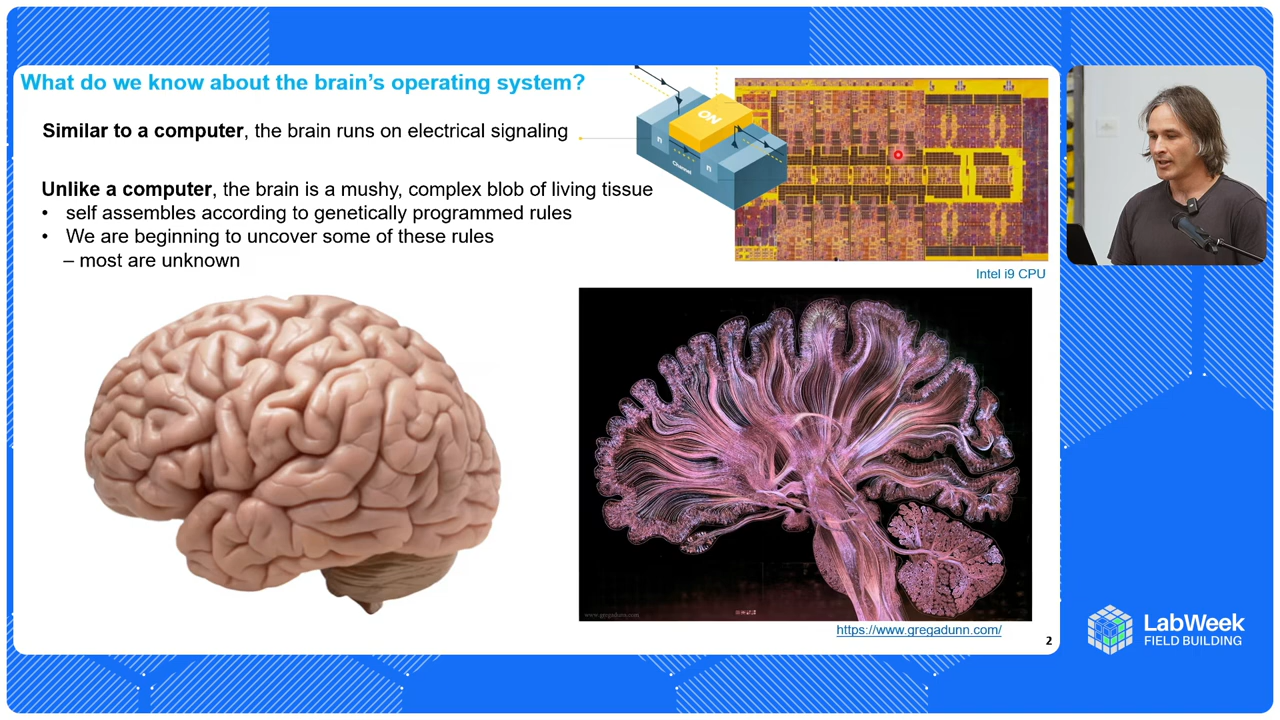 What do we know about the brain's operating system?
Similar to a computer, the brain runs on electrical signaling
ON
n
Channel
n
Unlike a computer, the brain is a mushy, complex blob of living tissue
• self assembles according to genetically programmed rules
• We are beginning to uncover some of these rules
– most are unknown
Intel i9 CPU
www.gregadunn.com
https://www.gregadunn.com/
2
LabWeek
FIELD BUILDING